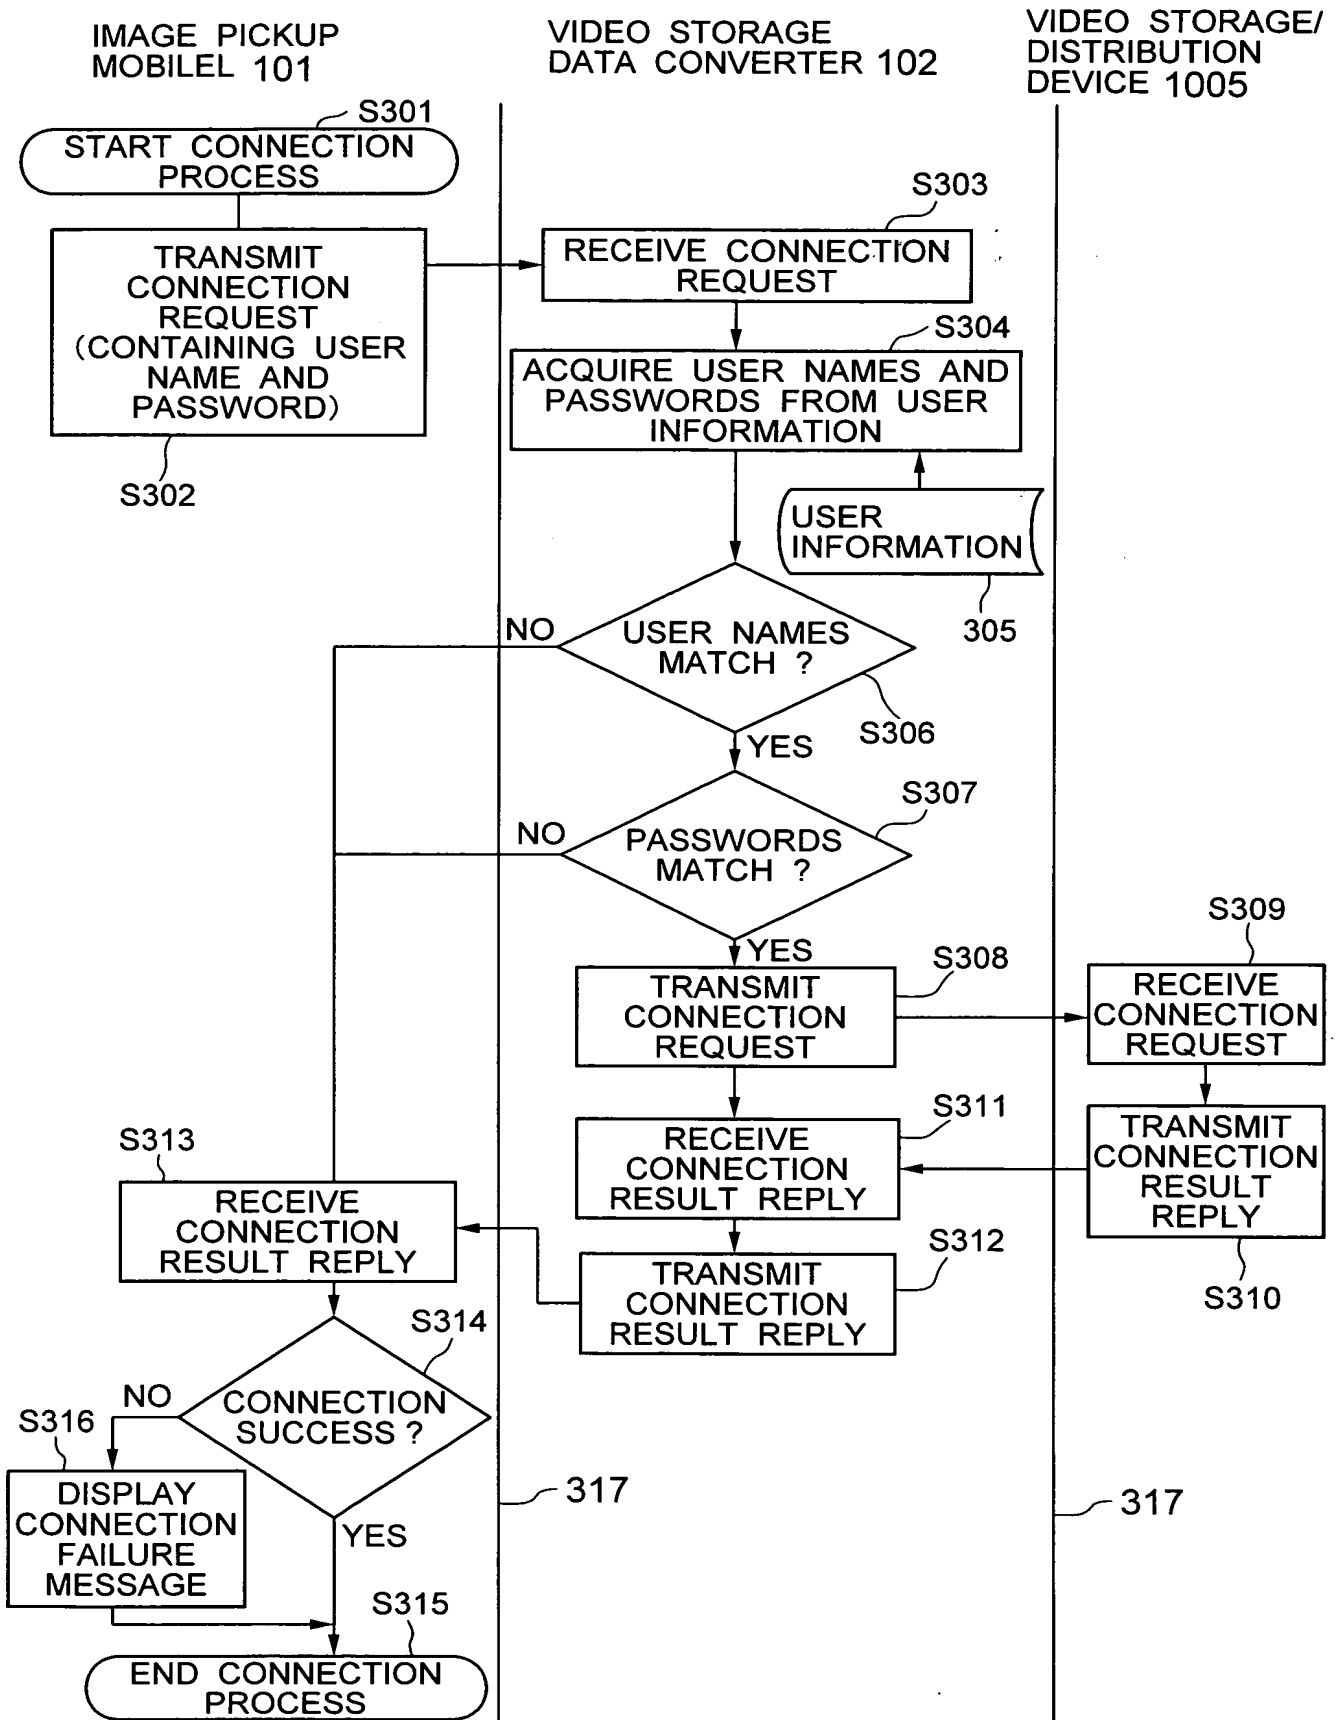 IMAGE PICKUP
MOBILEL 101
VIDEO STORAGE
DATA CONVERTER 102
VIDEO STORAGE/
DISTRIBUTION
DEVICE 1005
S301
START CONNECTION
PROCESS
TRANSMIT
CONNECTION
REQUEST
(CONTAINING USER
NAME AND
PASSWORD)
S302
S303
RECEIVE CONNECTION
REQUEST
S304
ACQUIRE USER NAMES AND
PASSWORDS FROM USER
INFORMATION
USER
INFORMATION
305
NO
USER NAMES
MATCH ?
S306
YES
S307
NO
PASSWORDS
MATCH ?
YES
S308
TRANSMIT
CONNECTION
REQUEST
S309
RECEIVE
CONNECTION
REQUEST
TRANSMIT
CONNECTION
RESULT
REPLY
S310
S311
RECEIVE
CONNECTION
RESULT REPLY
S312
TRANSMIT
CONNECTION
RESULT REPLY
S313
RECEIVE
CONNECTION
RESULT REPLY
S314
CONNECTION
SUCCESS ?
NO
S316
DISPLAY
CONNECTION
FAILURE
MESSAGE
YES
S315
END CONNECTION
PROCESS
317
317